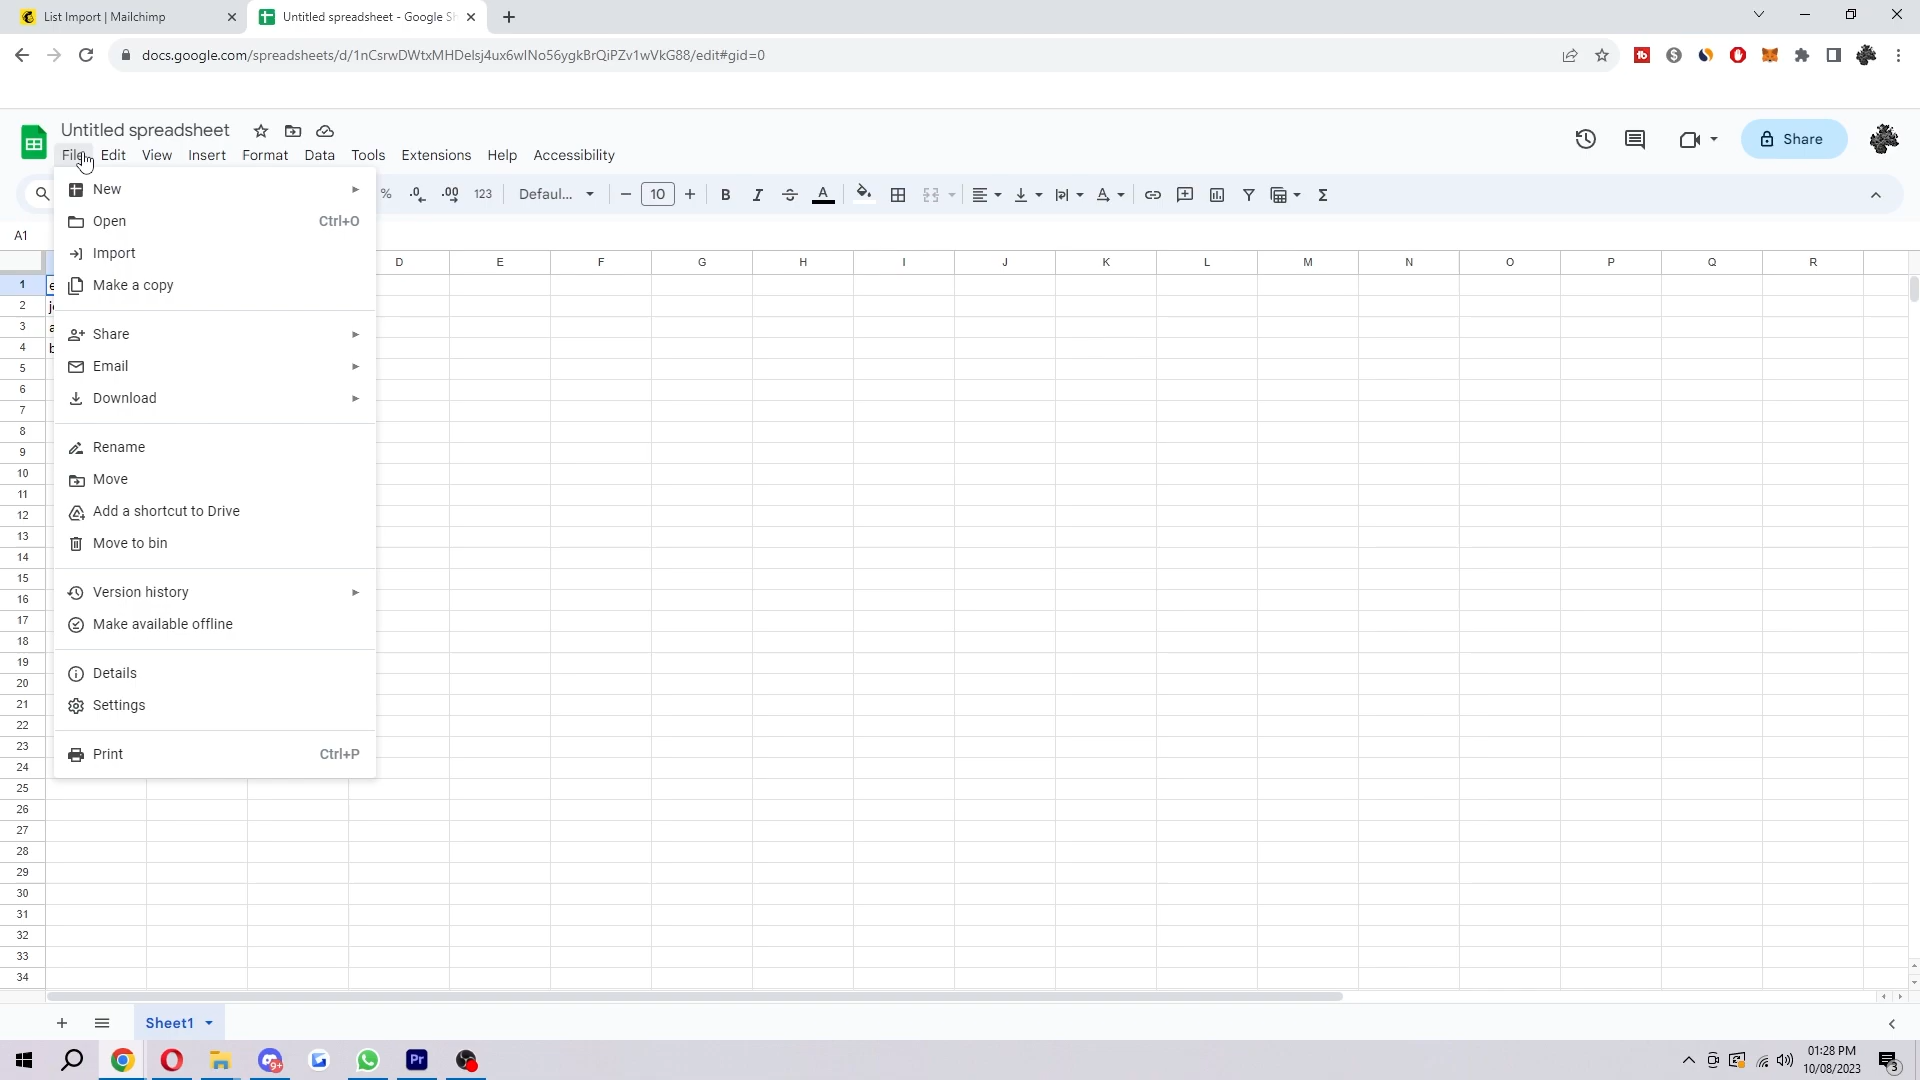 List Import | Mailchimp
Untitled spreadsheet - Google Sh
docs.google.com/spreadsheets/d/1nCsrwDWtxMHDelsj4ux6wlNo56ygkBrQiPZv1wVkG88/edit#gid=0
Untitled spreadsheet
File Edit View Insert Format Data Tools Extensions Help Accessibility
Share
% .0 .00 123 Defaul... 10 B I A Σ
A1
D E F G H I J K L M N O P Q R
New
Open Ctrl+O
Import
Make a copy
Share
Email
Download
Rename
Move
Add a shortcut to Drive
Move to bin
Version history
Make available offline
Details
Settings
Print Ctrl+P
1
2
3
4
5
6
7
8
9
10
11
12
13
14
15
16
17
18
19
20
21
22
23
24
25
26
27
28
29
30
31
32
33
34
Sheet1
9+
Pr
01:28 PM
10/08/2023
3